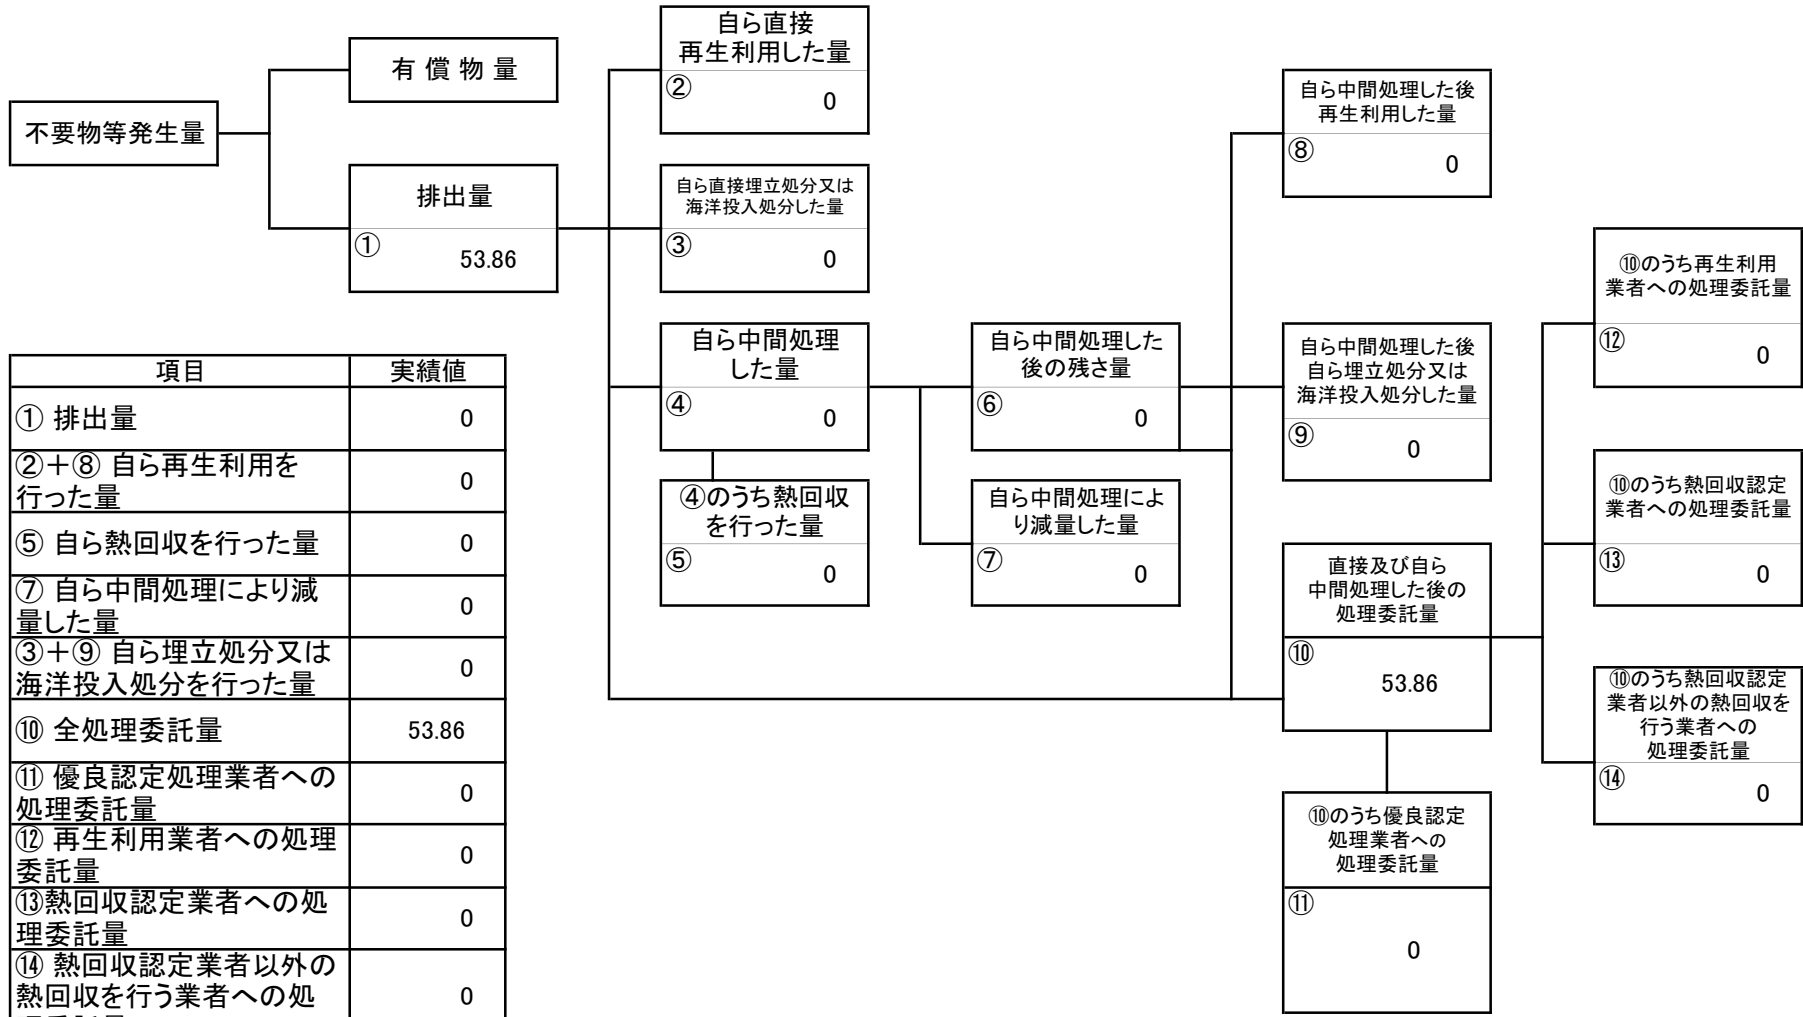 不要物等発生量
有 償 物 量
排出量
①
53.86
自ら直接
再生利用した量
②
0
自ら直接埋立処分又は
海洋投入処分した量
③
0
自ら中間処理
した量
④
0
④のうち熱回収
を行った量
⑤
0
自ら中間処理した
後の残さ量
⑥
0
自ら中間処理によ
り減量した量
⑦
0
自ら中間処理した後
再生利用した量
⑧
0
自ら中間処理した後
自ら埋立処分又は
海洋投入処分した量
⑨
0
直接及び自ら
中間処理した後の
処理委託量
⑩
53.86
⑩のうち優良認定
処理業者への
処理委託量
⑪
0
⑩のうち再生利用
業者への処理委託量
⑫
0
⑩のうち熱回収認定
業者への処理委託量
⑬
0
⑩のうち熱回収認定
業者以外の熱回収を
行う業者への
処理委託量
⑭
0
項目 実績値
① 排出量 0
②＋⑧ 自ら再生利用を
行った量 0
⑤ 自ら熱回収を行った量 0
⑦ 自ら中間処理により減
量した量 0
③＋⑨ 自ら埋立処分又は
海洋投入処分を行った量 0
⑩ 全処理委託量 53.86
⑪ 優良認定処理業者への
処理委託量 0
⑫ 再生利用業者への処理
委託量 0
⑬熱回収認定業者への処
理委託量 0
⑭ 熱回収認定業者以外の
熱回収を行う業者への処 0